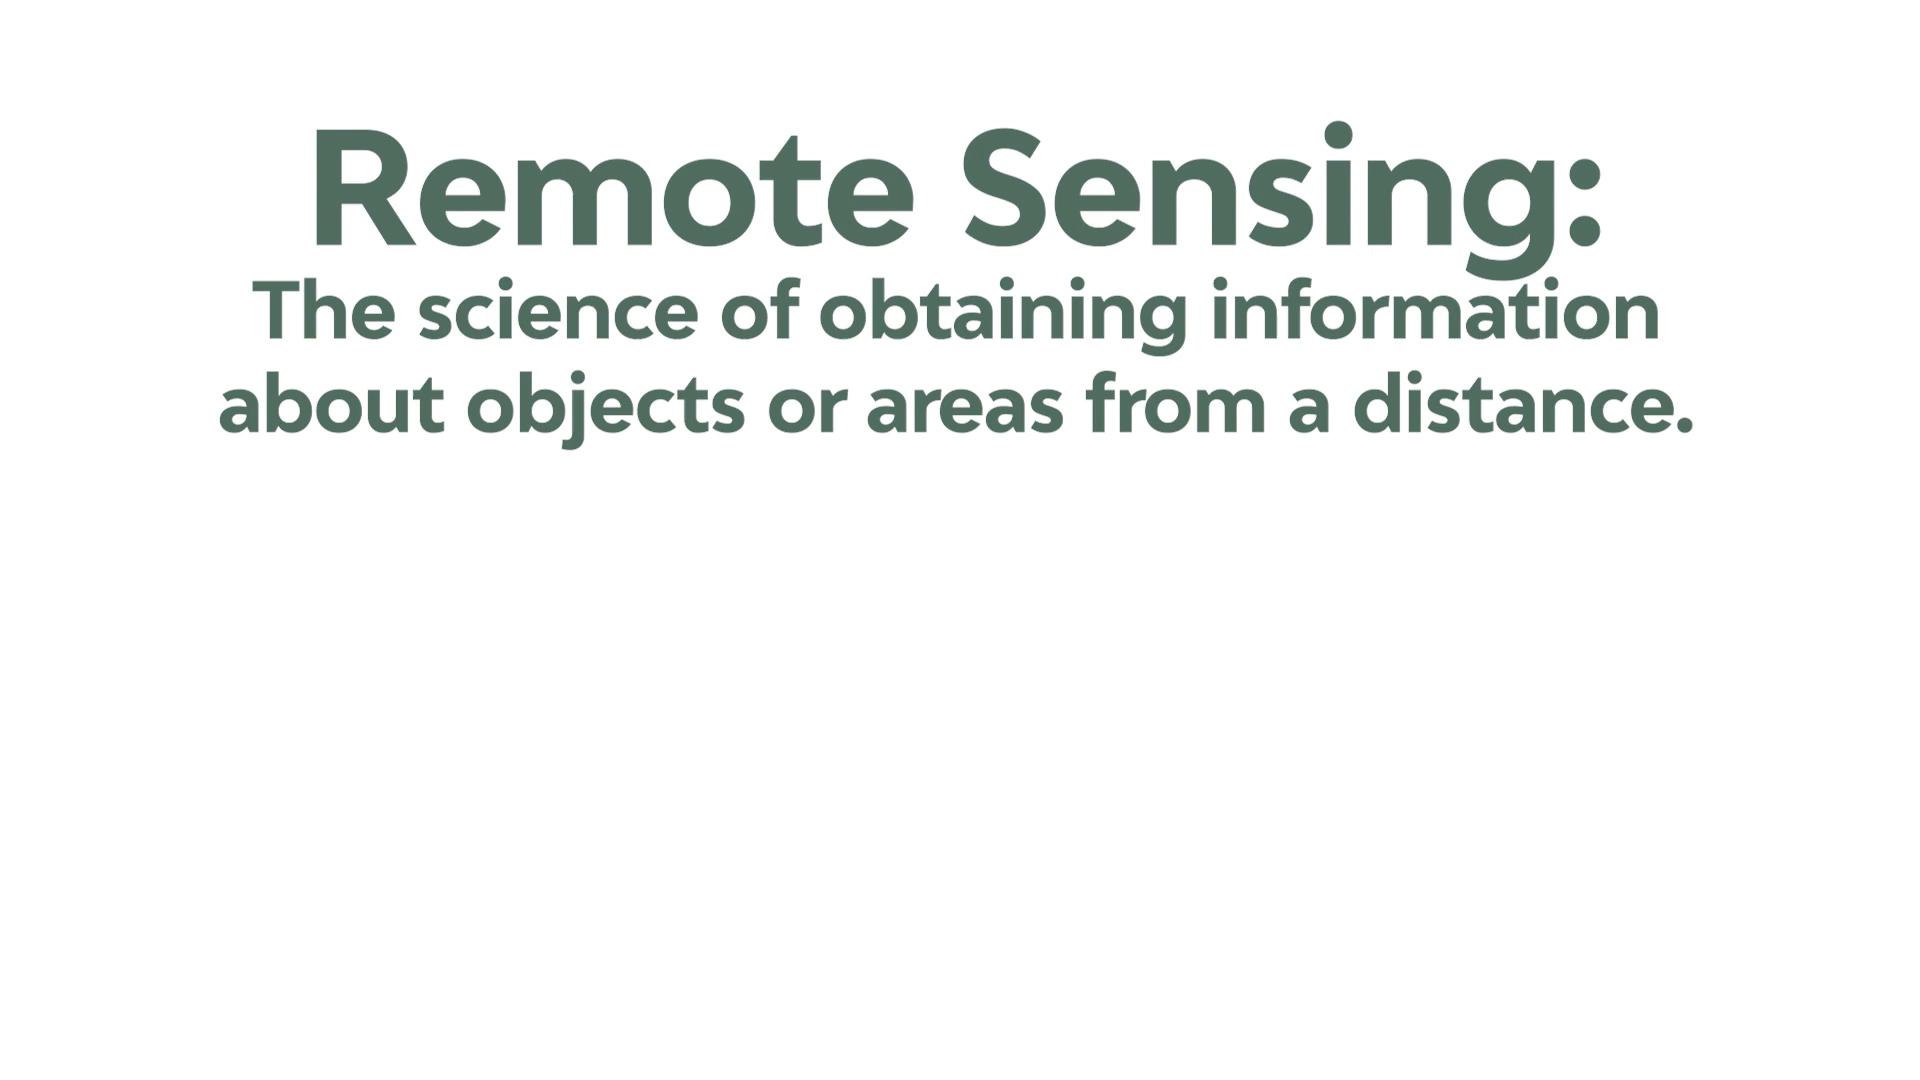 Remote Sensing:
The science of obtaining information
about objects or areas from a distance.